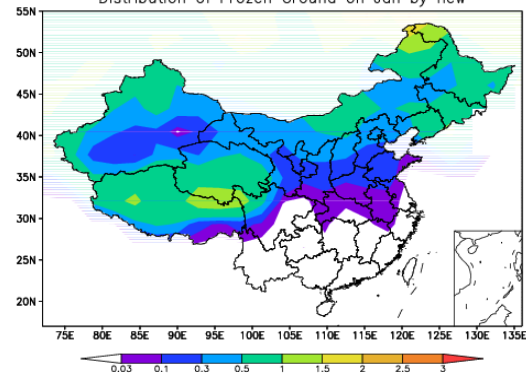 Distribution of Frozen Ground on Jan by new
55N
50N
45N
40N
35N
30N
25N
20N
75E 80E 85E 90E 95E 100E 105E 110E 115E 120E 125E 130E 135E
0.03 0.1 0.3 0.5 1 1.5 2 2.5 3